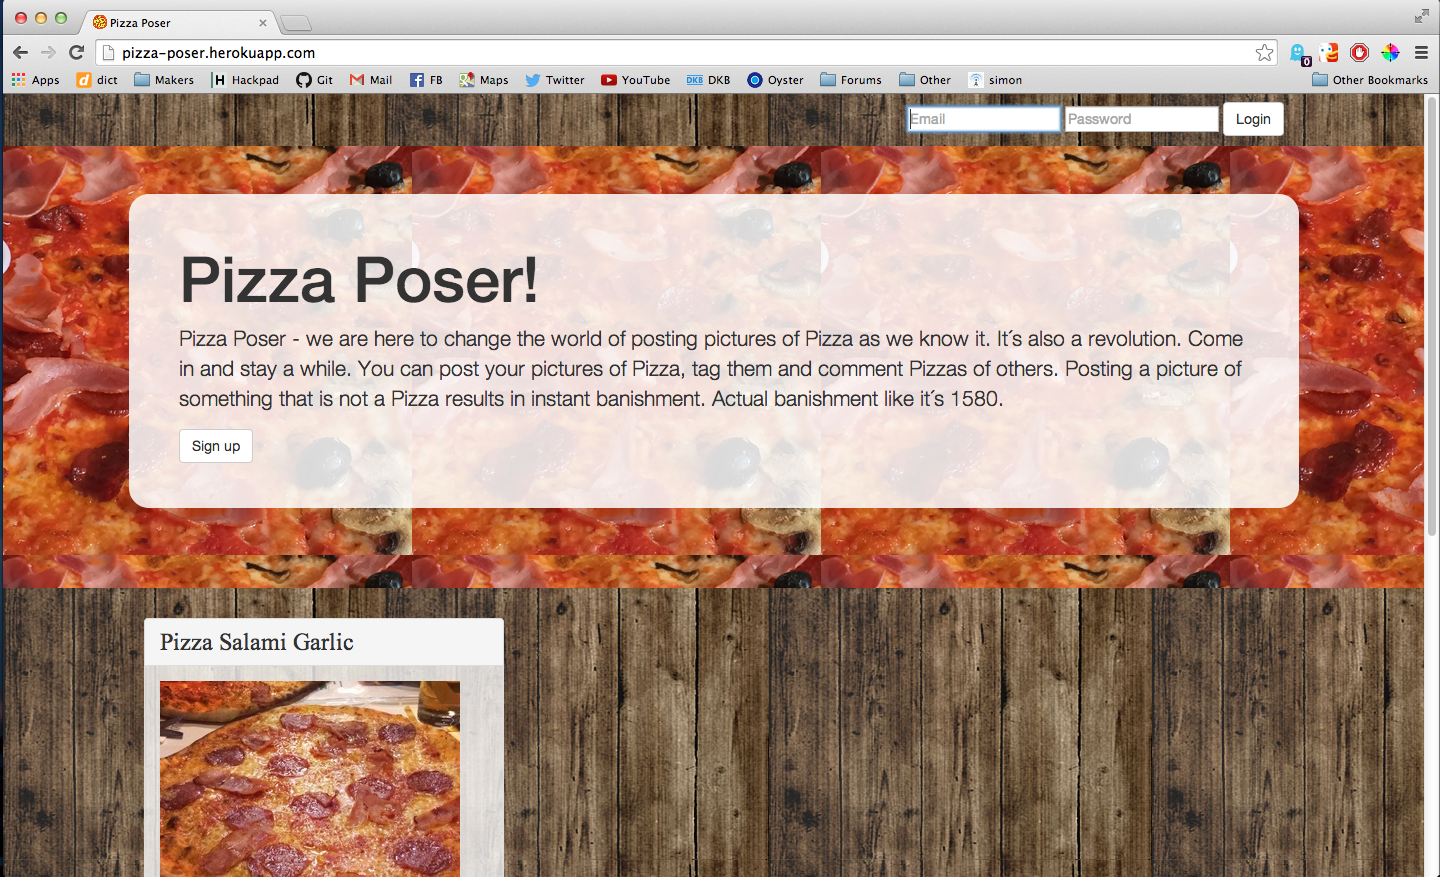 Pizza Poser
pizza-poser.herokuapp.com
0
Apps dict Makers Hackpad Git Mail FB Maps Twitter YouTube DKB DKB Oyster Forums Other simon Other Bookmarks
Email Password Login
Pizza Poser!
Pizza Poser - we are here to change the world of posting pictures of Pizza as we know it. It´s also a revolution. Come
in and stay a while. You can post your pictures of Pizza, tag them and comment Pizzas of others. Posting a picture of
something that is not a Pizza results in instant banishment. Actual banishment like it´s 1580.
Sign up
Pizza Salami Garlic